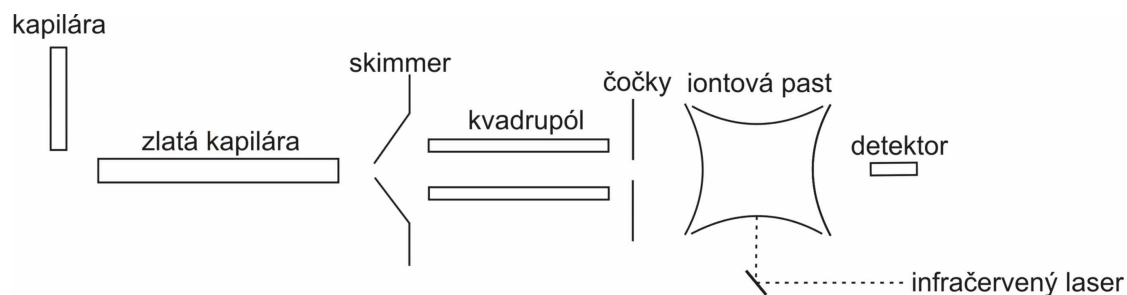 kapilára
skimmer
zlatá kapilára
kvadrupól
čočky
iontová past
detektor
infračervený laser